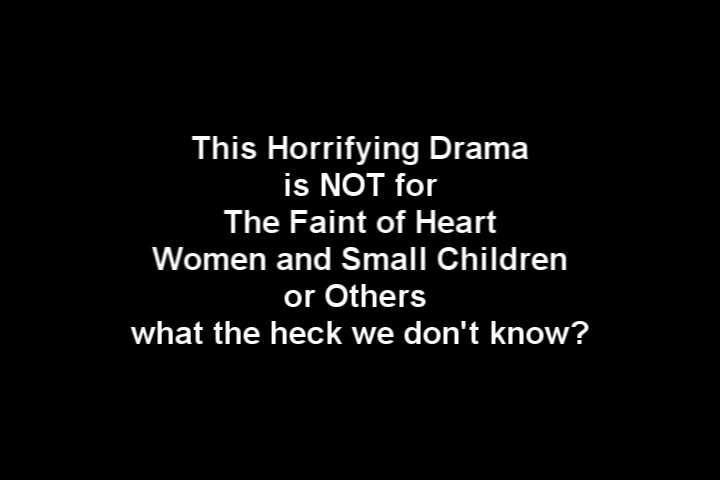 This Horrifying Drama
is NOT for
The Faint of Heart
Women and Small Children
or Others
what the heck we don't know?